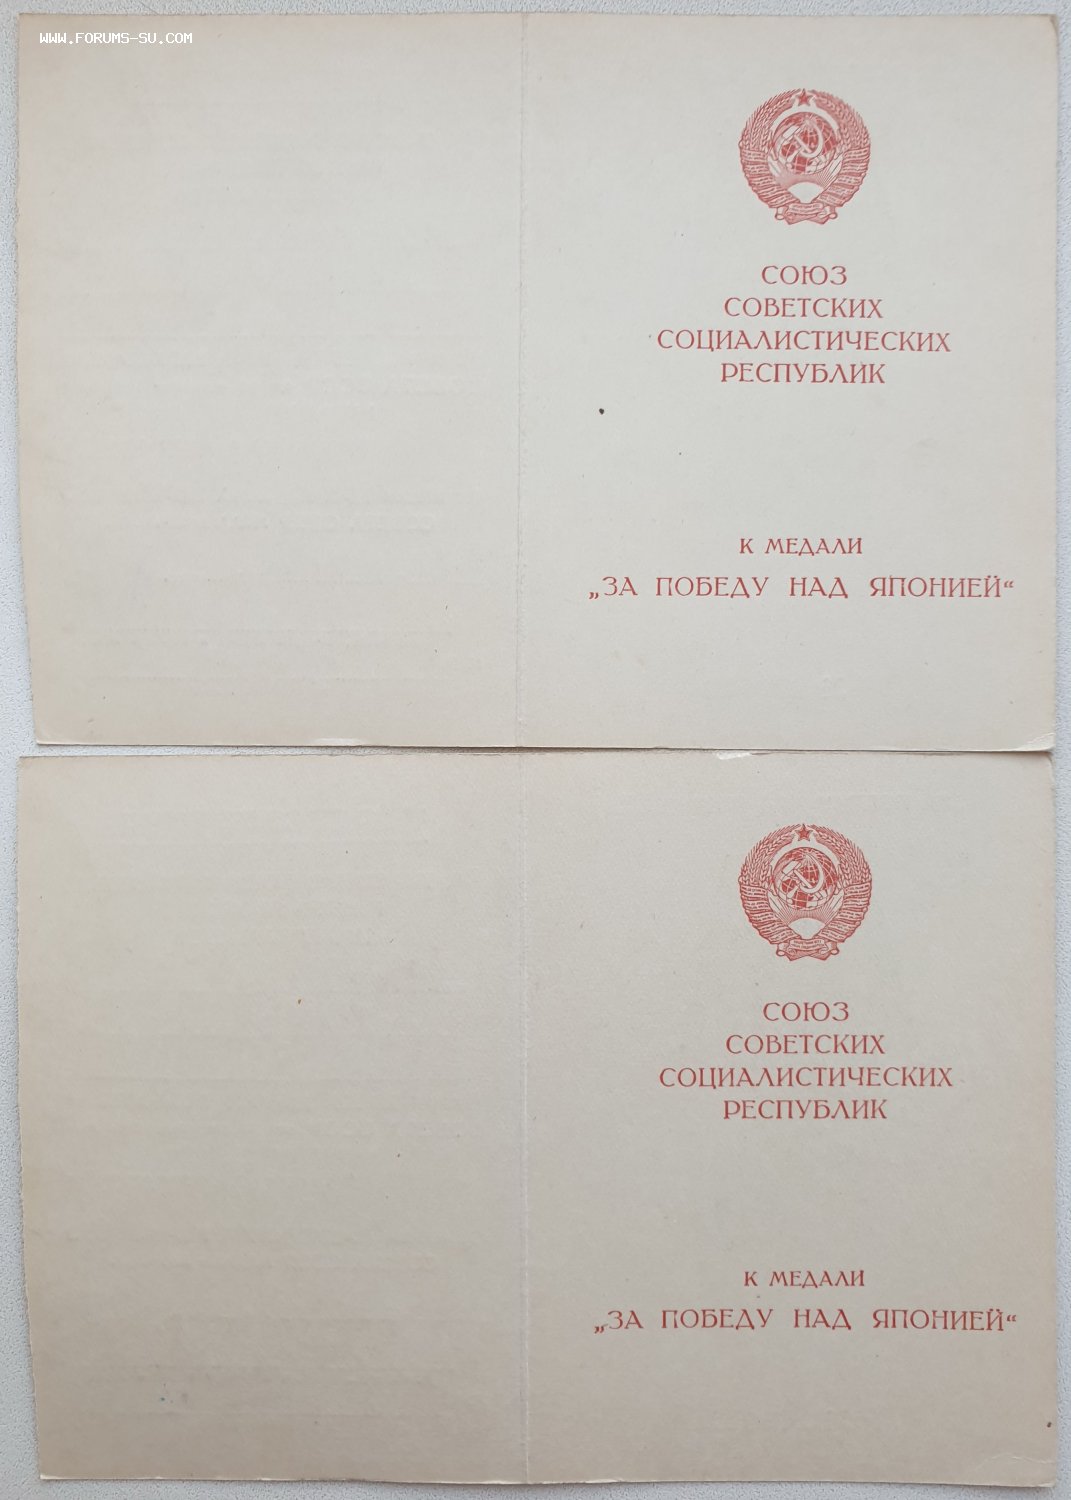 WWW.FORUMS-SU.COM
СОЮЗ
СОВЕТСКИХ
СОЦИАЛИСТИЧЕСКИХ
РЕСПУБЛИК
К МЕДАЛИ
„ЗА ПОБЕДУ НАД ЯПОНИЕЙ“
СОЮЗ
СОВЕТСКИХ
СОЦИАЛИСТИЧЕСКИХ
РЕСПУБЛИК
К МЕДАЛИ
„ЗА ПОБЕДУ НАД ЯПОНИЕЙ“